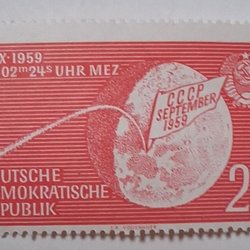 X·1959
02ᵐ24ˢ UHR MEZ
CCCP
SEPTEMBER
1959
UTSCHE
MOKRATISCHE
PUBLIK
2